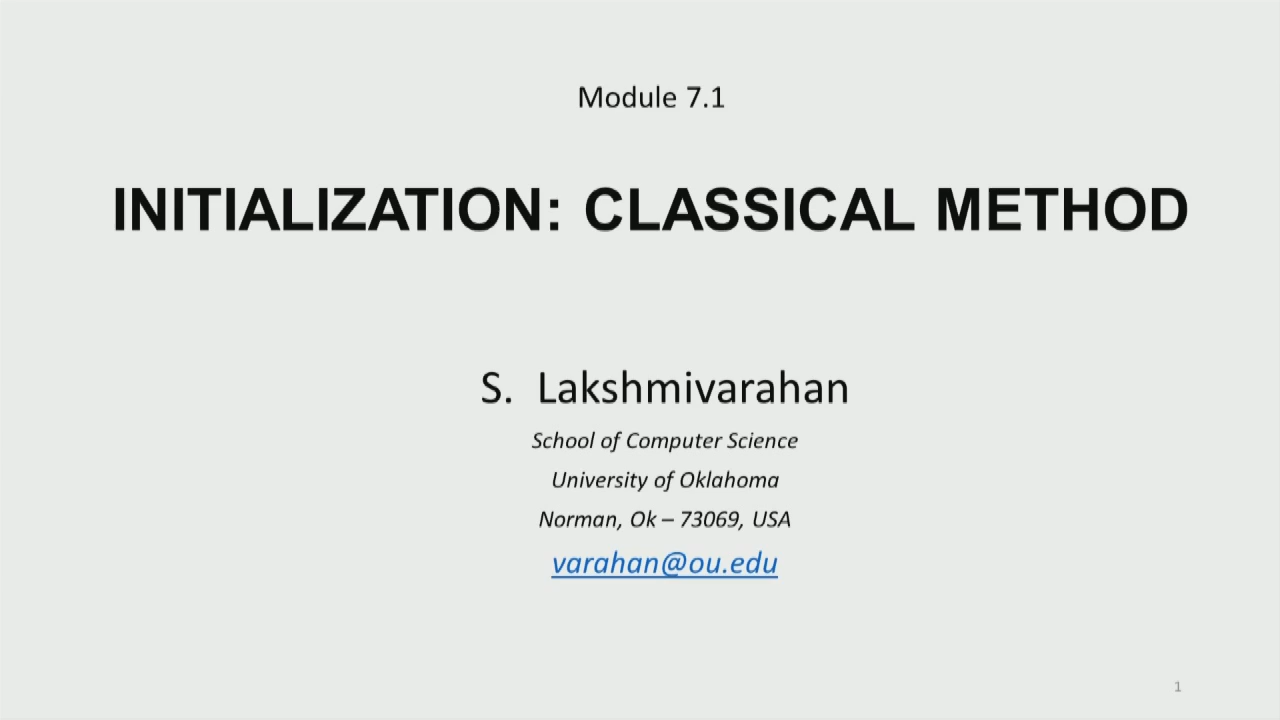 Module 7.1
INITIALIZATION: CLASSICAL METHOD
S. Lakshmivarahan
School of Computer Science
University of Oklahoma
Norman, Ok – 73069, USA
varahan@ou.edu
1